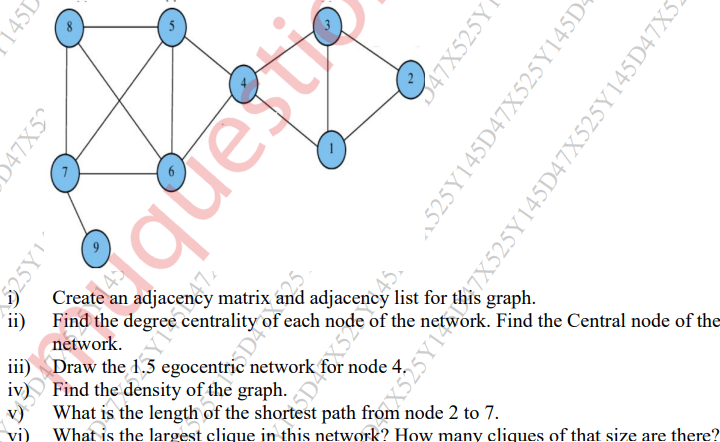 8
5
3
4
2
1
7
6
9
i) Create an adjacency matrix and adjacency list for this graph.
ii) Find the degree centrality of each node of the network. Find the Central node of the
network.
iii) Draw the 1.5 egocentric network for node 4.
iv) Find the density of the graph.
v) What is the length of the shortest path from node 2 to 7.
vi) What is the largest clique in this network? How many cliques of that size are there?
muquestio